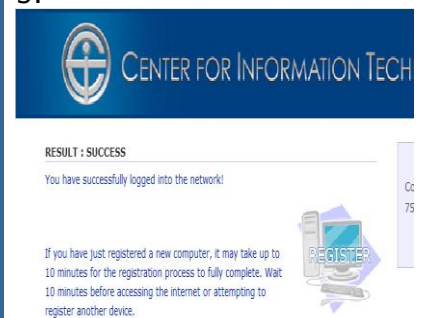 CENTER FOR INFORMATION TECH
RESULT : SUCCESS
You have successfully logged into the network!
Co
75
If you have just registered a new computer, it may take up
to 10 minutes for the registration process to fully complete. Wait
10 minutes before accessing the internet or attempting to
register another device.
REGISTER